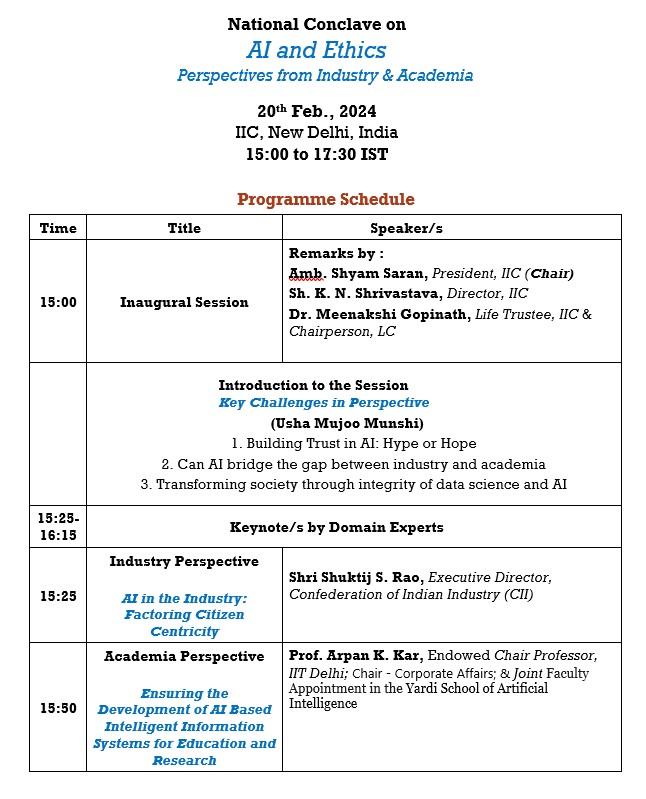 National Conclave on
AI and Ethics
Perspectives from Industry & Academia
20th Feb., 2024
IIC, New Delhi, India
15:00 to 17:30 IST
Programme Schedule
Time Title Speaker/s
15:00
Inaugural Session
Remarks by :
Amb. Shyam Saran, President, IIC (Chair)
Sh. K. N. Shrivastava, Director, IIC
Dr. Meenakshi Gopinath, Life Trustee, IIC &
Chairperson, LC
Introduction to the Session
Key Challenges in Perspective
(Usha Mujoo Munshi)
1. Building Trust in AI: Hype or Hope
2. Can AI bridge the gap between industry and academia
3. Transforming society through integrity of data science and AI
15:25-
16:15
Keynote/s by Domain Experts
15:25
Industry Perspective
AI in the Industry:
Factoring Citizen
Centricity
Shri Shuktij S. Rao, Executive Director,
Confederation of Indian Industry (CII)
15:50
Academia Perspective
Ensuring the
Development of AI Based
Intelligent Information
Systems for Education and
Research
Prof. Arpan K. Kar, Endowed Chair Professor,
IIT Delhi; Chair - Corporate Affairs; & Joint Faculty
Appointment in the Yardi School of Artificial
Intelligence